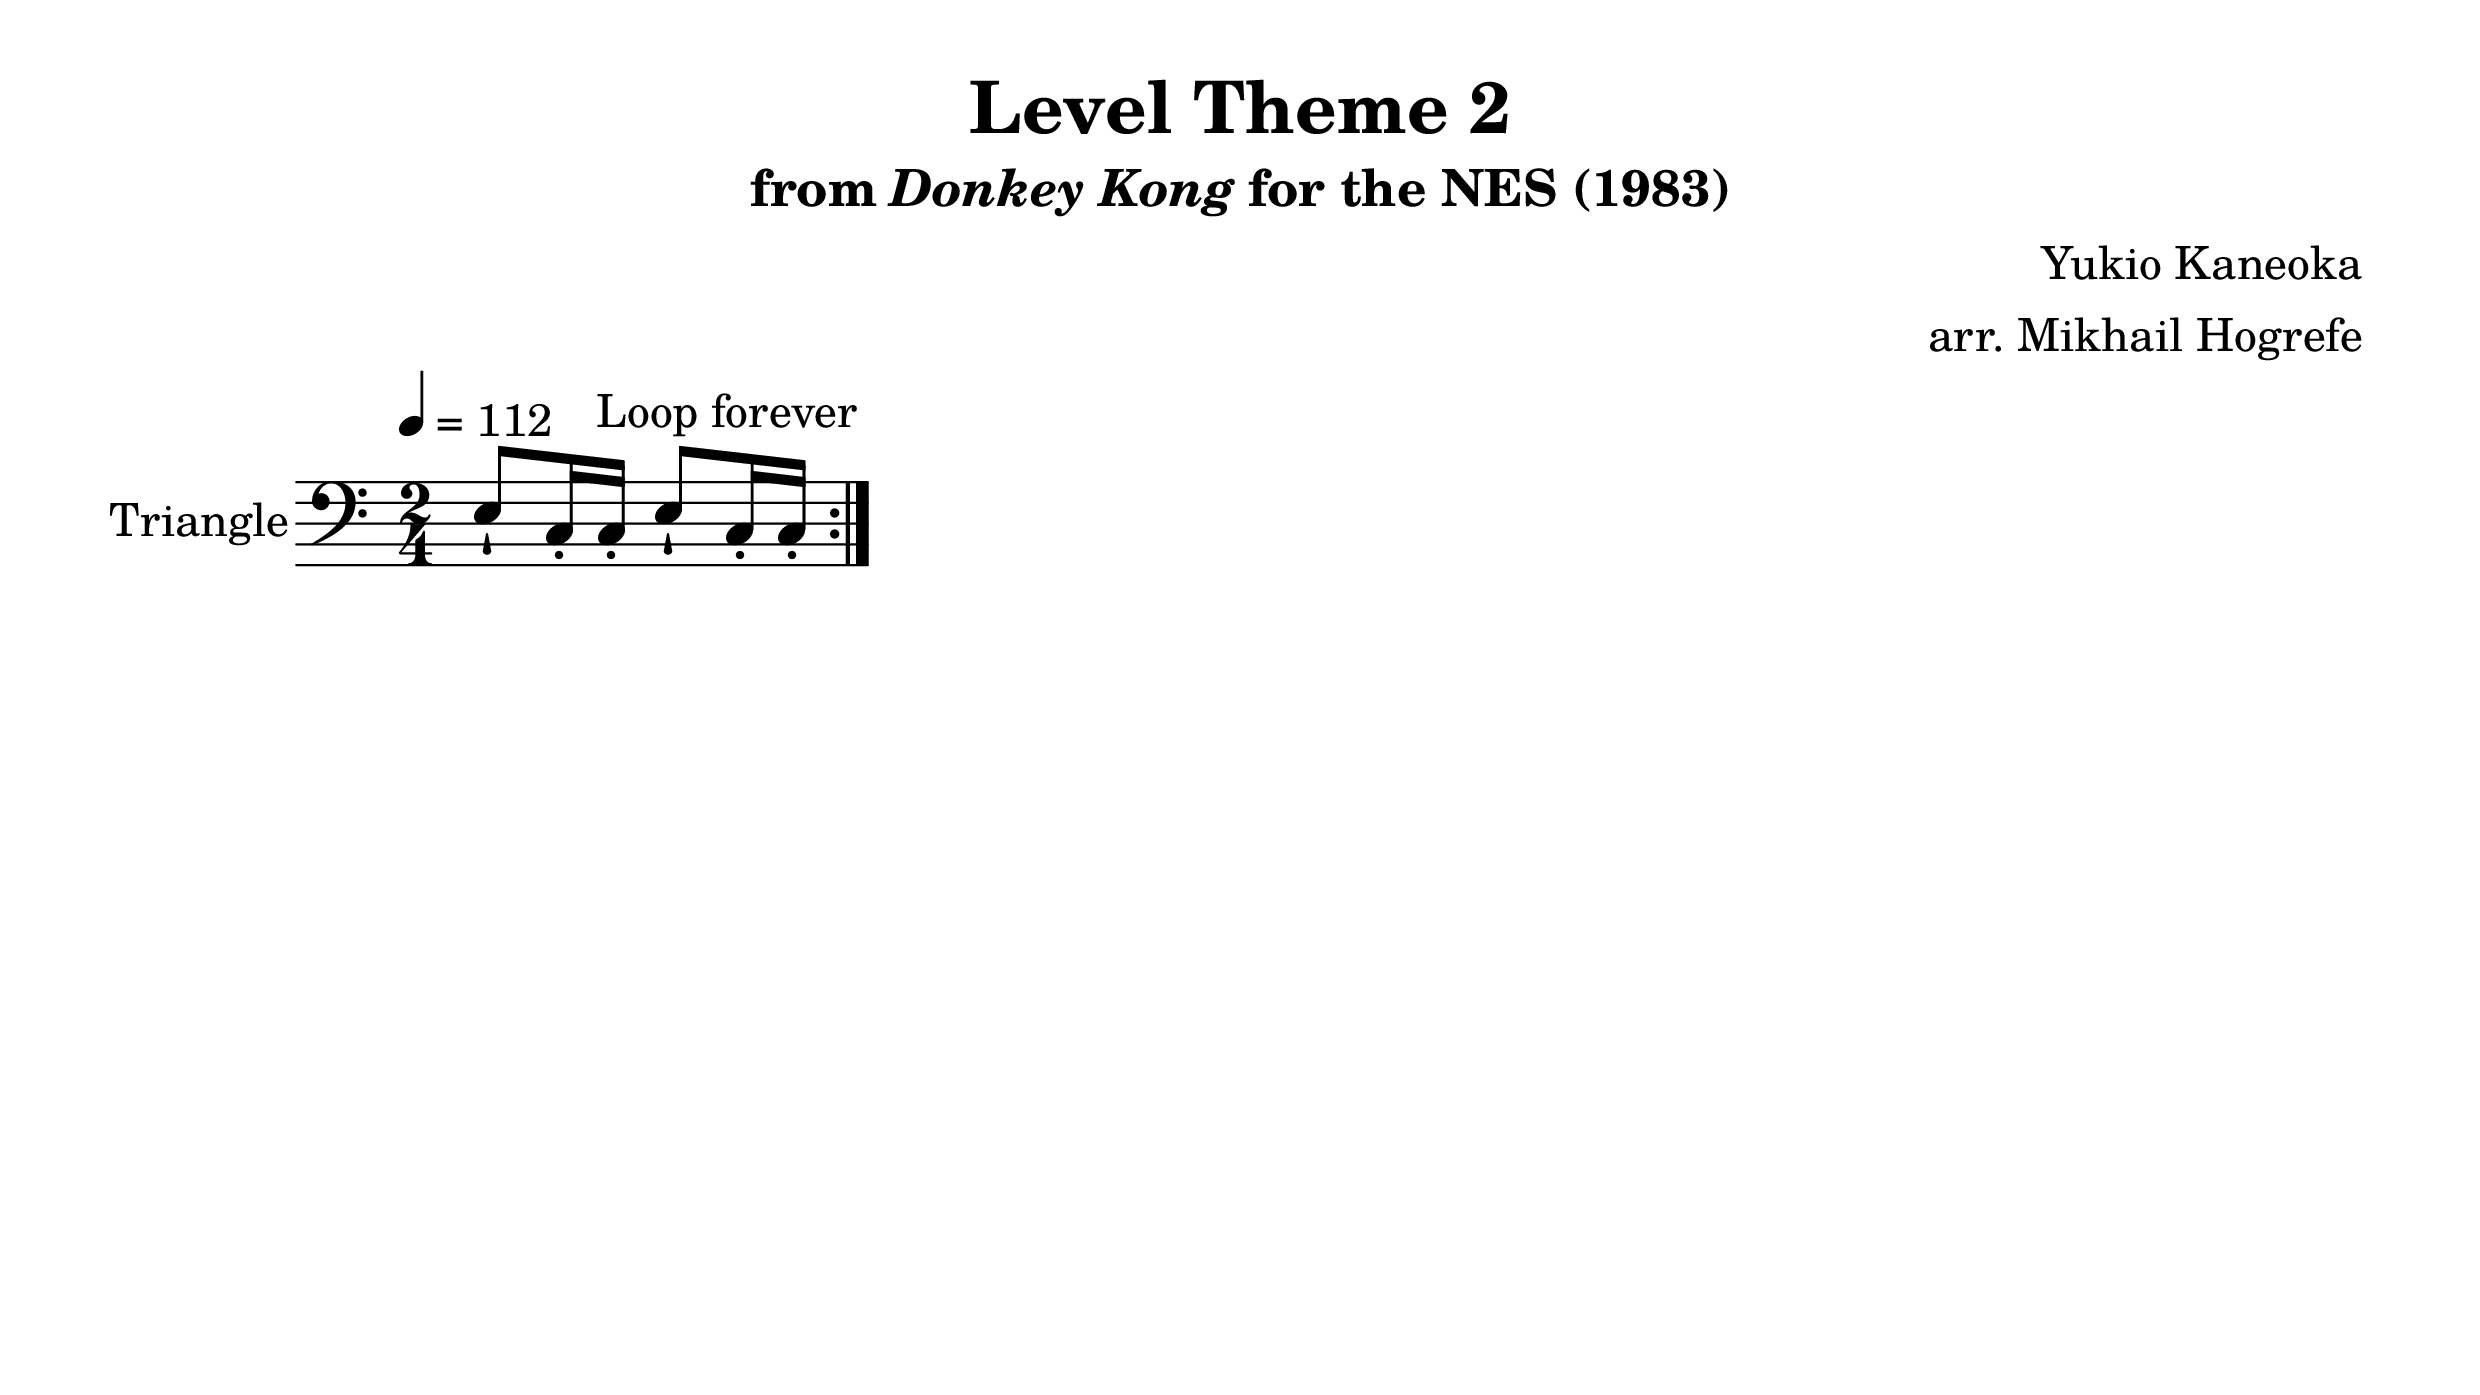 Level Theme 2
from Donkey Kong for the NES (1983)
Yukio Kaneoka
arr. Mikhail Hogrefe
= 112
Loop forever
Triangle
2
4